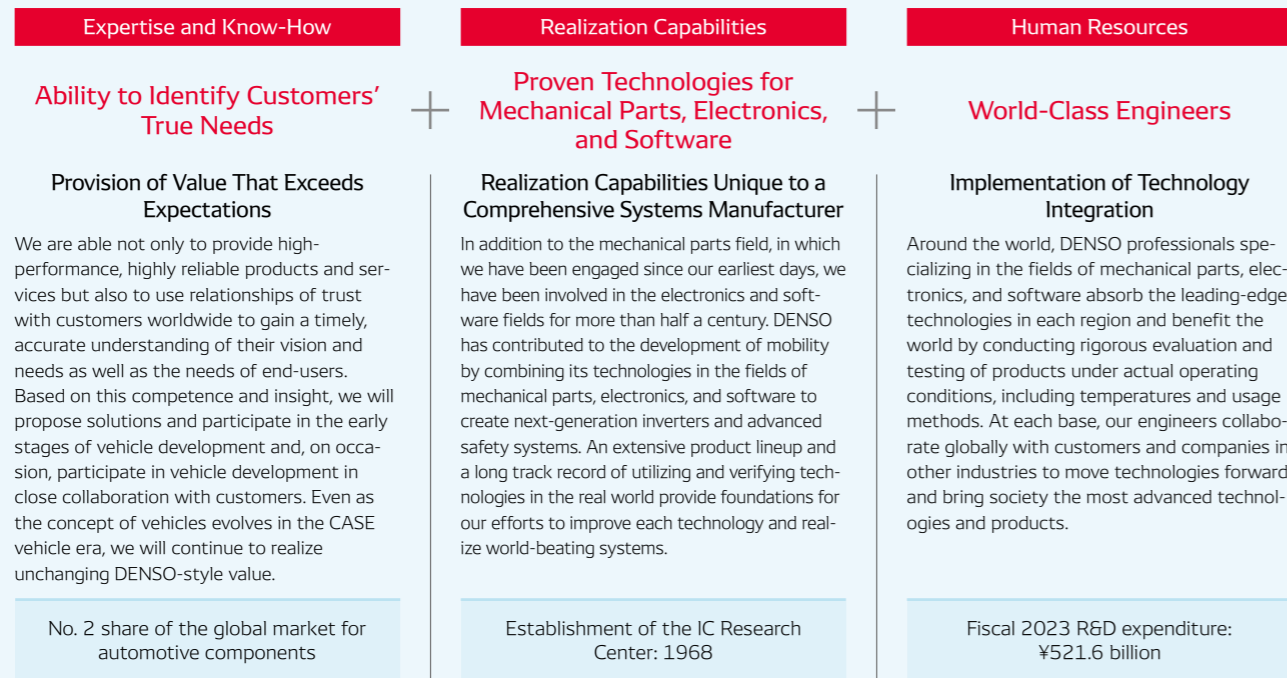 Expertise and Know-How
Ability to Identify Customers'
True Needs
Provision of Value That Exceeds
Expectations
We are able not only to provide high-
performance, highly reliable products and ser-
vices but also to use relationships of trust
with customers worldwide to gain a timely,
accurate understanding of their vision and
needs as well as the needs of end-users.
Based on this competence and insight, we will
propose solutions and participate in the early
stages of vehicle development and, on occa-
sion, participate in vehicle development in
close collaboration with customers. Even as
the concept of vehicles evolves in the CASE
vehicle era, we will continue to realize
unchanging DENSO-style value.
No. 2 share of the global market for
automotive components
+
Realization Capabilities
Proven Technologies for
Mechanical Parts, Electronics,
and Software
Realization Capabilities Unique to a
Comprehensive Systems Manufacturer
In addition to the mechanical parts field, in which
we have been engaged since our earliest days, we
have been involved in the electronics and soft-
ware fields for more than half a century. DENSO
has contributed to the development of mobility
by combining its technologies in the fields of
mechanical parts, electronics, and software to
create next-generation inverters and advanced
safety systems. An extensive product lineup and
a long track record of utilizing and verifying tech-
nologies in the real world provide foundations for
our efforts to improve each technology and real-
ize world-beating systems.
Establishment of the IC Research
Center: 1968
+
Human Resources
World-Class Engineers
Implementation of Technology
Integration
Around the world, DENSO professionals spe-
cializing in the fields of mechanical parts, elec-
tronics, and software absorb the leading-edge
technologies in each region and benefit the
world by conducting rigorous evaluation and
testing of products under actual operating
conditions, including temperatures and usage
methods. At each base, our engineers collabo-
rate globally with customers and companies in
other industries to move technologies forward
and bring society the most advanced technol-
ogies and products.
Fiscal 2023 R&D expenditure:
¥521.6 billion